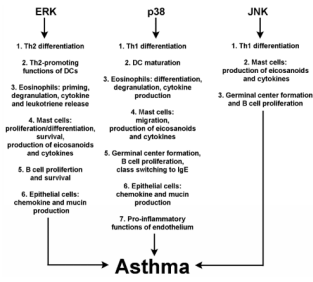 ERK
1. Th2 differentiation
2. Th2-promoting
functions of DCs
3. Eosinophils: priming,
degranulation, cytokine
and leukotriene release
4. Mast cells:
proliferation/differentiation,
survival,
production of eicosanoids
and cytokines
5. B cell prolifertion
and survival
6. Epithelial cells:
chemokine and mucin
production
p38
1. Th1 differentiation
2. DC maturation
3. Eosinophils: differentiation,
degranulation, cytokine
production
4. Mast cells:
migration,
production of eicosanoids
and cytokines
5. Germinal center formation,
B cell proliferation,
class switching to IgE
6. Epithelial cells:
chemokine and mucin
production
7. Pro-inflammatory
functions of endothelium
JNK
1. Th1 differentiation
2. Mast cells:
production of eicosanoids
and cytokines
3. Germinal center formation
and B cell proliferation
Asthma